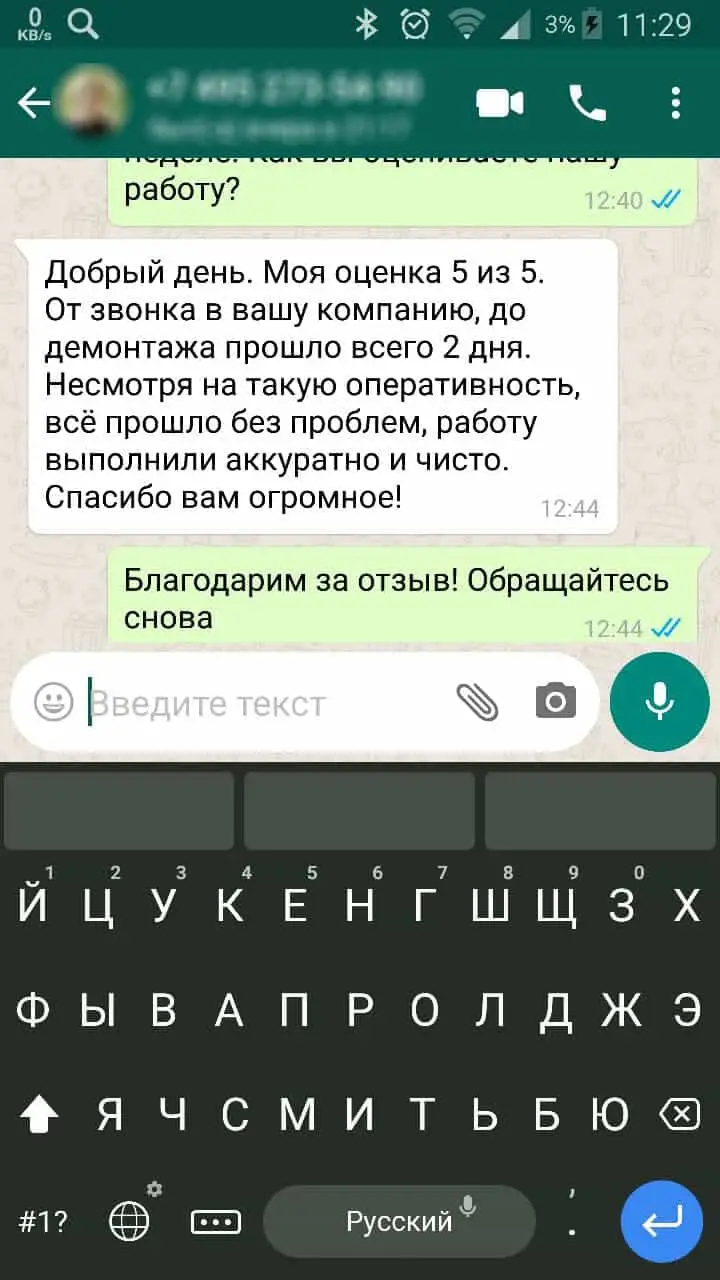 0
KB/s
3%
11:29
работу?
12:40
Добрый день. Моя оценка 5 из 5.
От звонка в вашу компанию, до
демонтажа прошло всего 2 дня.
Несмотря на такую оперативность,
всё прошло без проблем, работу
выполнили аккуратно и чисто.
Спасибо вам огромное!
12:44
Благодарим за отзыв! Обращайтесь
снова
12:44
Введите текст
1 2 3 4 5 6 7 8 9 0
Й Ц У К Е Н Г Ш Щ З Х
Ф Ы В А П Р О Л Д Ж Э
Я Ч С М И Т Ь Б Ю
#1? Русский , .